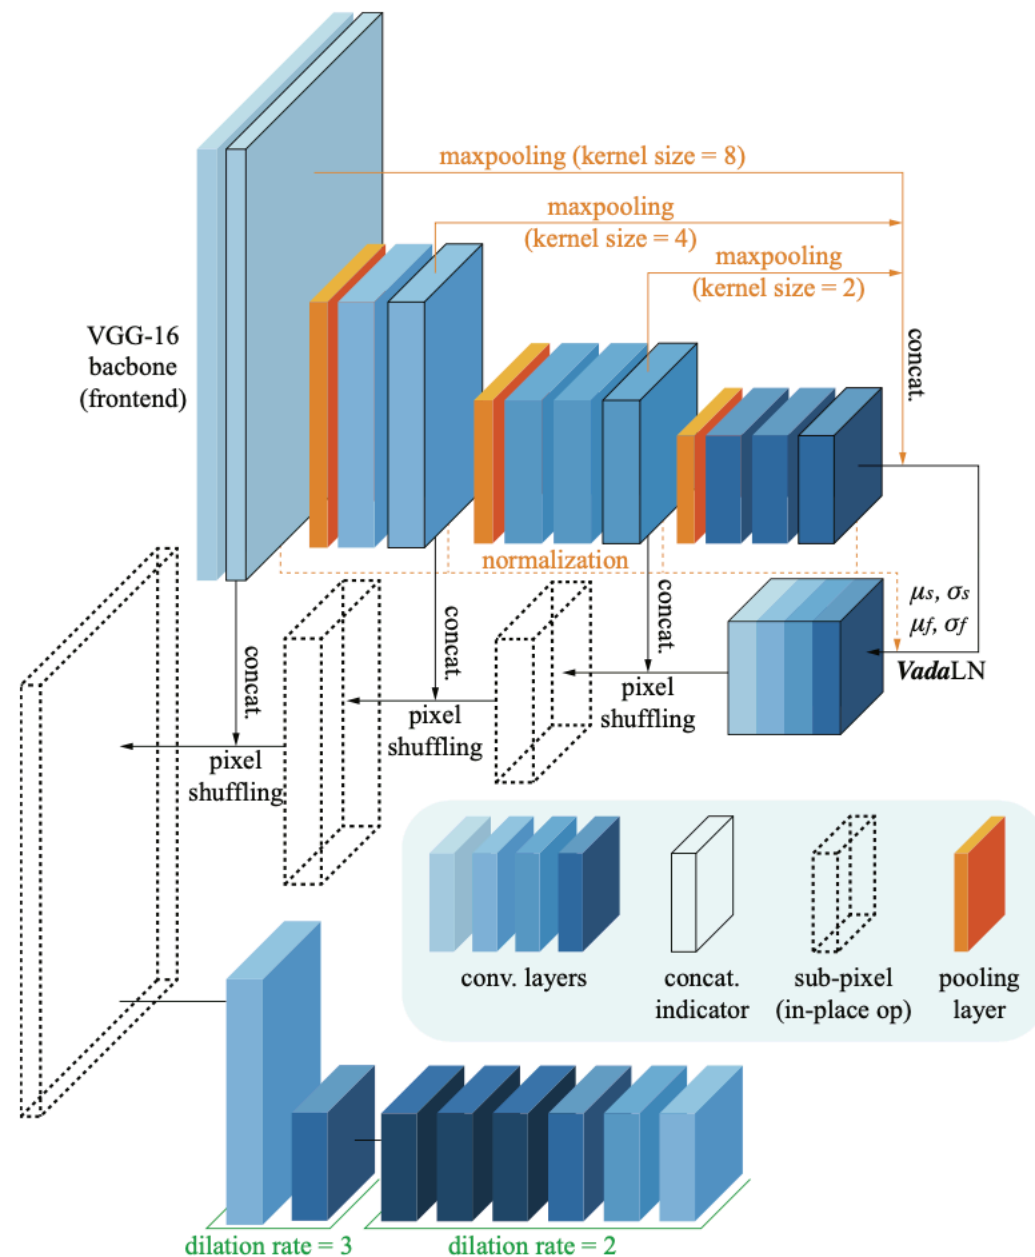 maxpooling (kernel size = 8)
maxpooling
(kernel size = 4)
maxpooling
(kernel size = 2)
VGG-16
bacbone
(frontend)
concat.
normalization
μs, σs
μf, σf
VadaLN
concat.
concat.
concat.
pixel
shuffling
pixel
shuffling
pixel
shuffling
conv. layers
concat.
indicator
sub-pixel
(in-place op)
pooling
layer
dilation rate = 3
dilation rate = 2